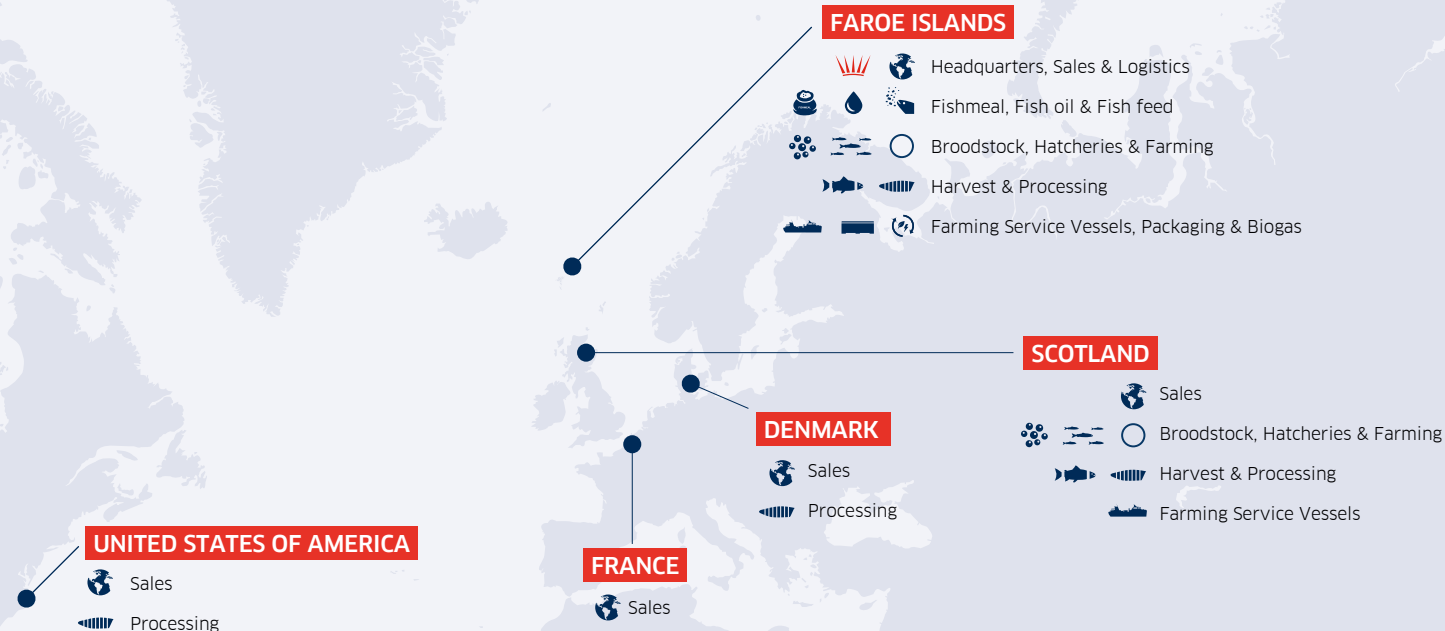 FAROE ISLANDS
Headquarters, Sales & Logistics
Fishmeal, Fish oil & Fish feed
Broodstock, Hatcheries & Farming
Harvest & Processing
Farming Service Vessels, Packaging & Biogas
SCOTLAND
Sales
Broodstock, Hatcheries & Farming
Harvest & Processing
Farming Service Vessels
DENMARK
Sales
Processing
FRANCE
Sales
UNITED STATES OF AMERICA
Sales
Processing